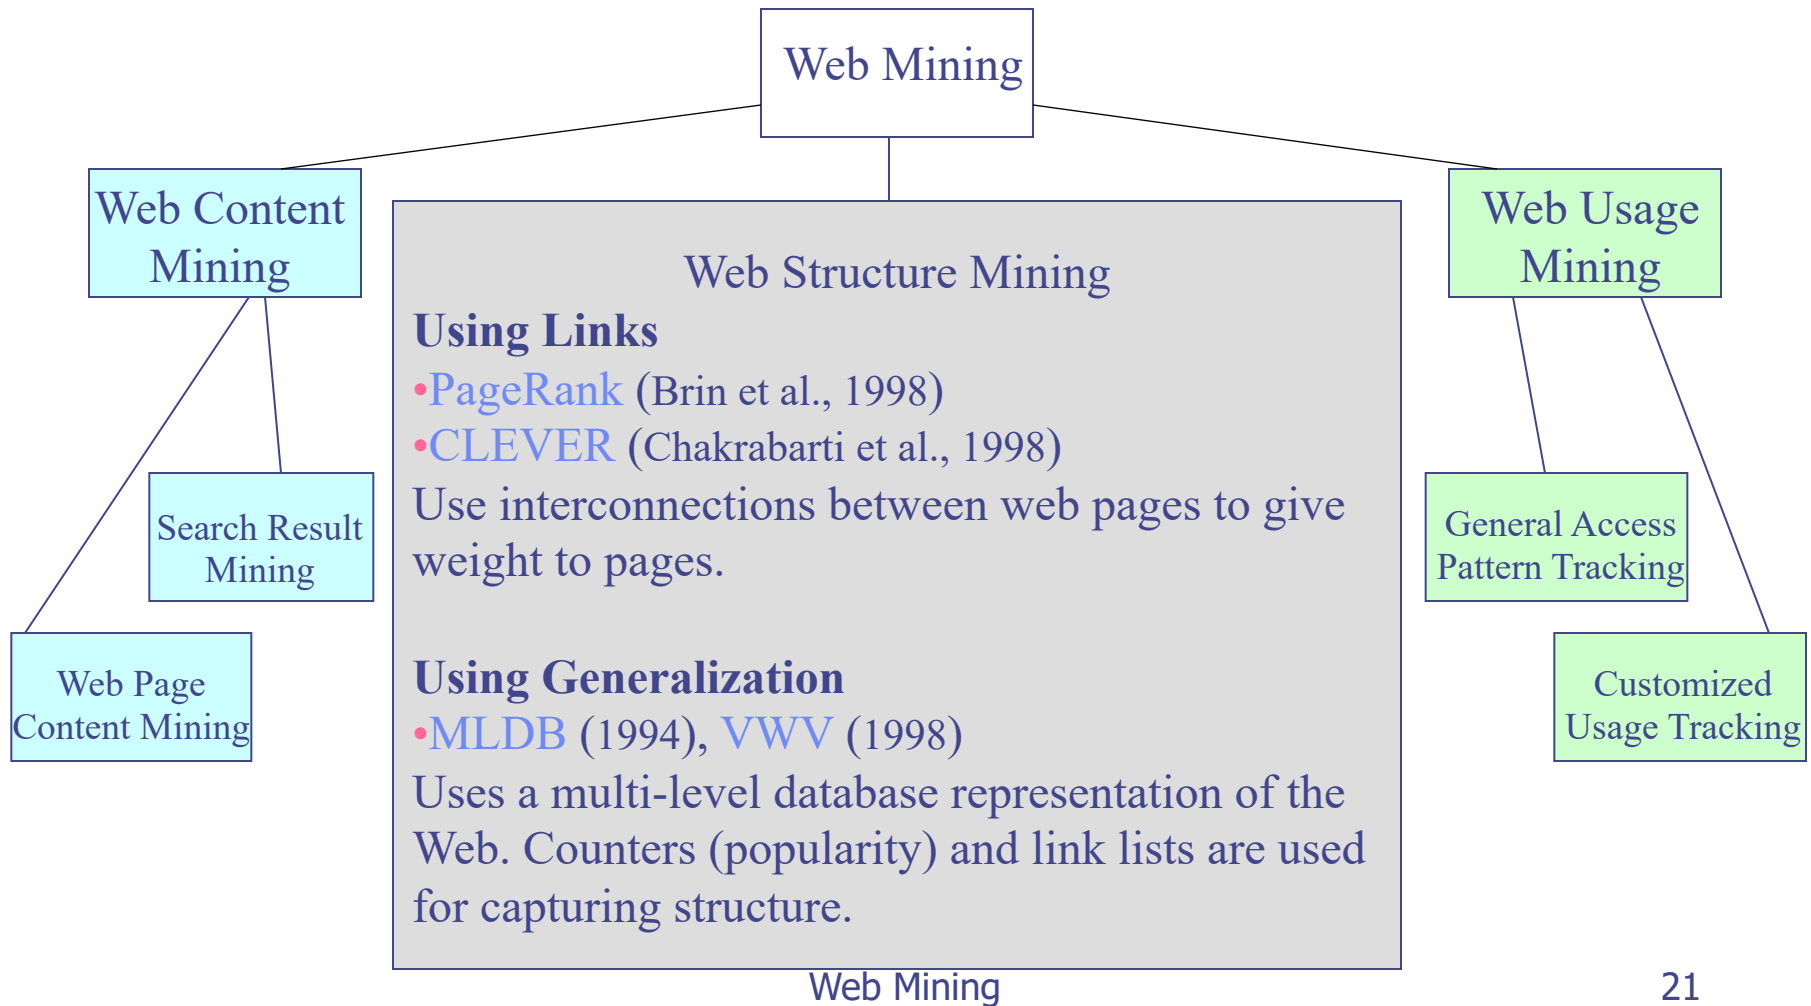 Web Mining
Web Content
Mining
Web Usage
Mining
Web Structure Mining
Using Links
•PageRank (Brin et al., 1998)
•CLEVER (Chakrabarti et al., 1998)
Use interconnections between web pages to give
weight to pages.
Using Generalization
•MLDB (1994), VWV (1998)
Uses a multi-level database representation of the
Web. Counters (popularity) and link lists are used
for capturing structure.
Search Result
Mining
Web Page
Content Mining
General Access
Pattern Tracking
Customized
Usage Tracking
Web Mining
21